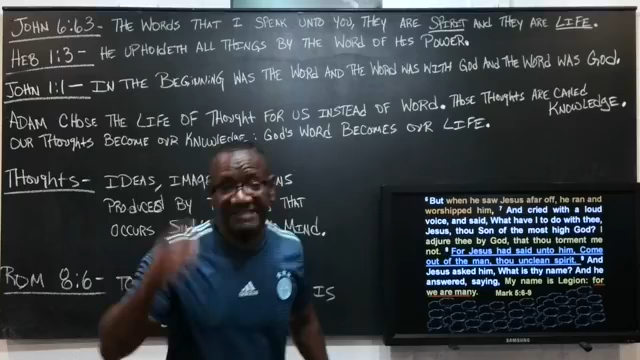 JOHN 6:63 - THE WORDS THAT I SPEAK UNTO YOU, THEY ARE SPIRIT AND THEY ARE LIFE.
HEB 1:3 - HE UPHOLDETH ALL THINGS BY THE WORD OF HIS POWER.
JOHN 1:1 - IN THE BEGINNING WAS THE WORD AND THE WORD WAS WITH GOD AND THE WORD WAS GOD.
ADAM CHOSE THE LIFE OF THOUGHT FOR US INSTEAD OF WORD. THOSE THOUGHTS ARE CALLED KNOWLEDGE.
OUR THOUGHTS BECOME OUR KNOWLEDGE; GOD'S WORD BECOMES OUR LIFE.
THOUGHTS - IDEAS,
PRODUCED BY THAT
OCCURS MIND.
ROM 8:6 - TO IS
6 But when he saw Jesus afar off, he ran and
worshipped him, 7 And cried with a loud
voice, and said, What have I to do with thee,
Jesus, thou Son of the most high God? I
adjure thee by God, that thou torment me
not. 8 For Jesus had said unto him, Come
out of the man, thou unclean spirit. 9 And
Jesus asked him, What is thy name? And he
answered, saying, My name is Legion: for
we are many. Mark 5:6-9
SAMSUNG
adidas